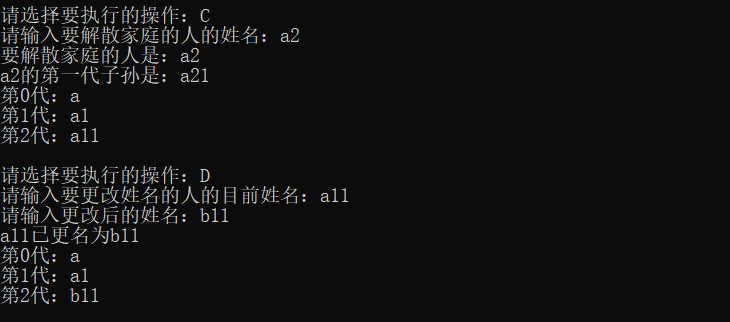 请选择要执行的操作：C
请输入要解散家庭的人的姓名：a2
要解散家庭的人是：a2
a2的第一代子孙是：a21
第0代：a
第1代：a1
第2代：a11
请选择要执行的操作：D
请输入要更改姓名的人的目前姓名：a11
请输入更改后的姓名：b11
a11已更名为b11
第0代：a
第1代：a1
第2代：b11